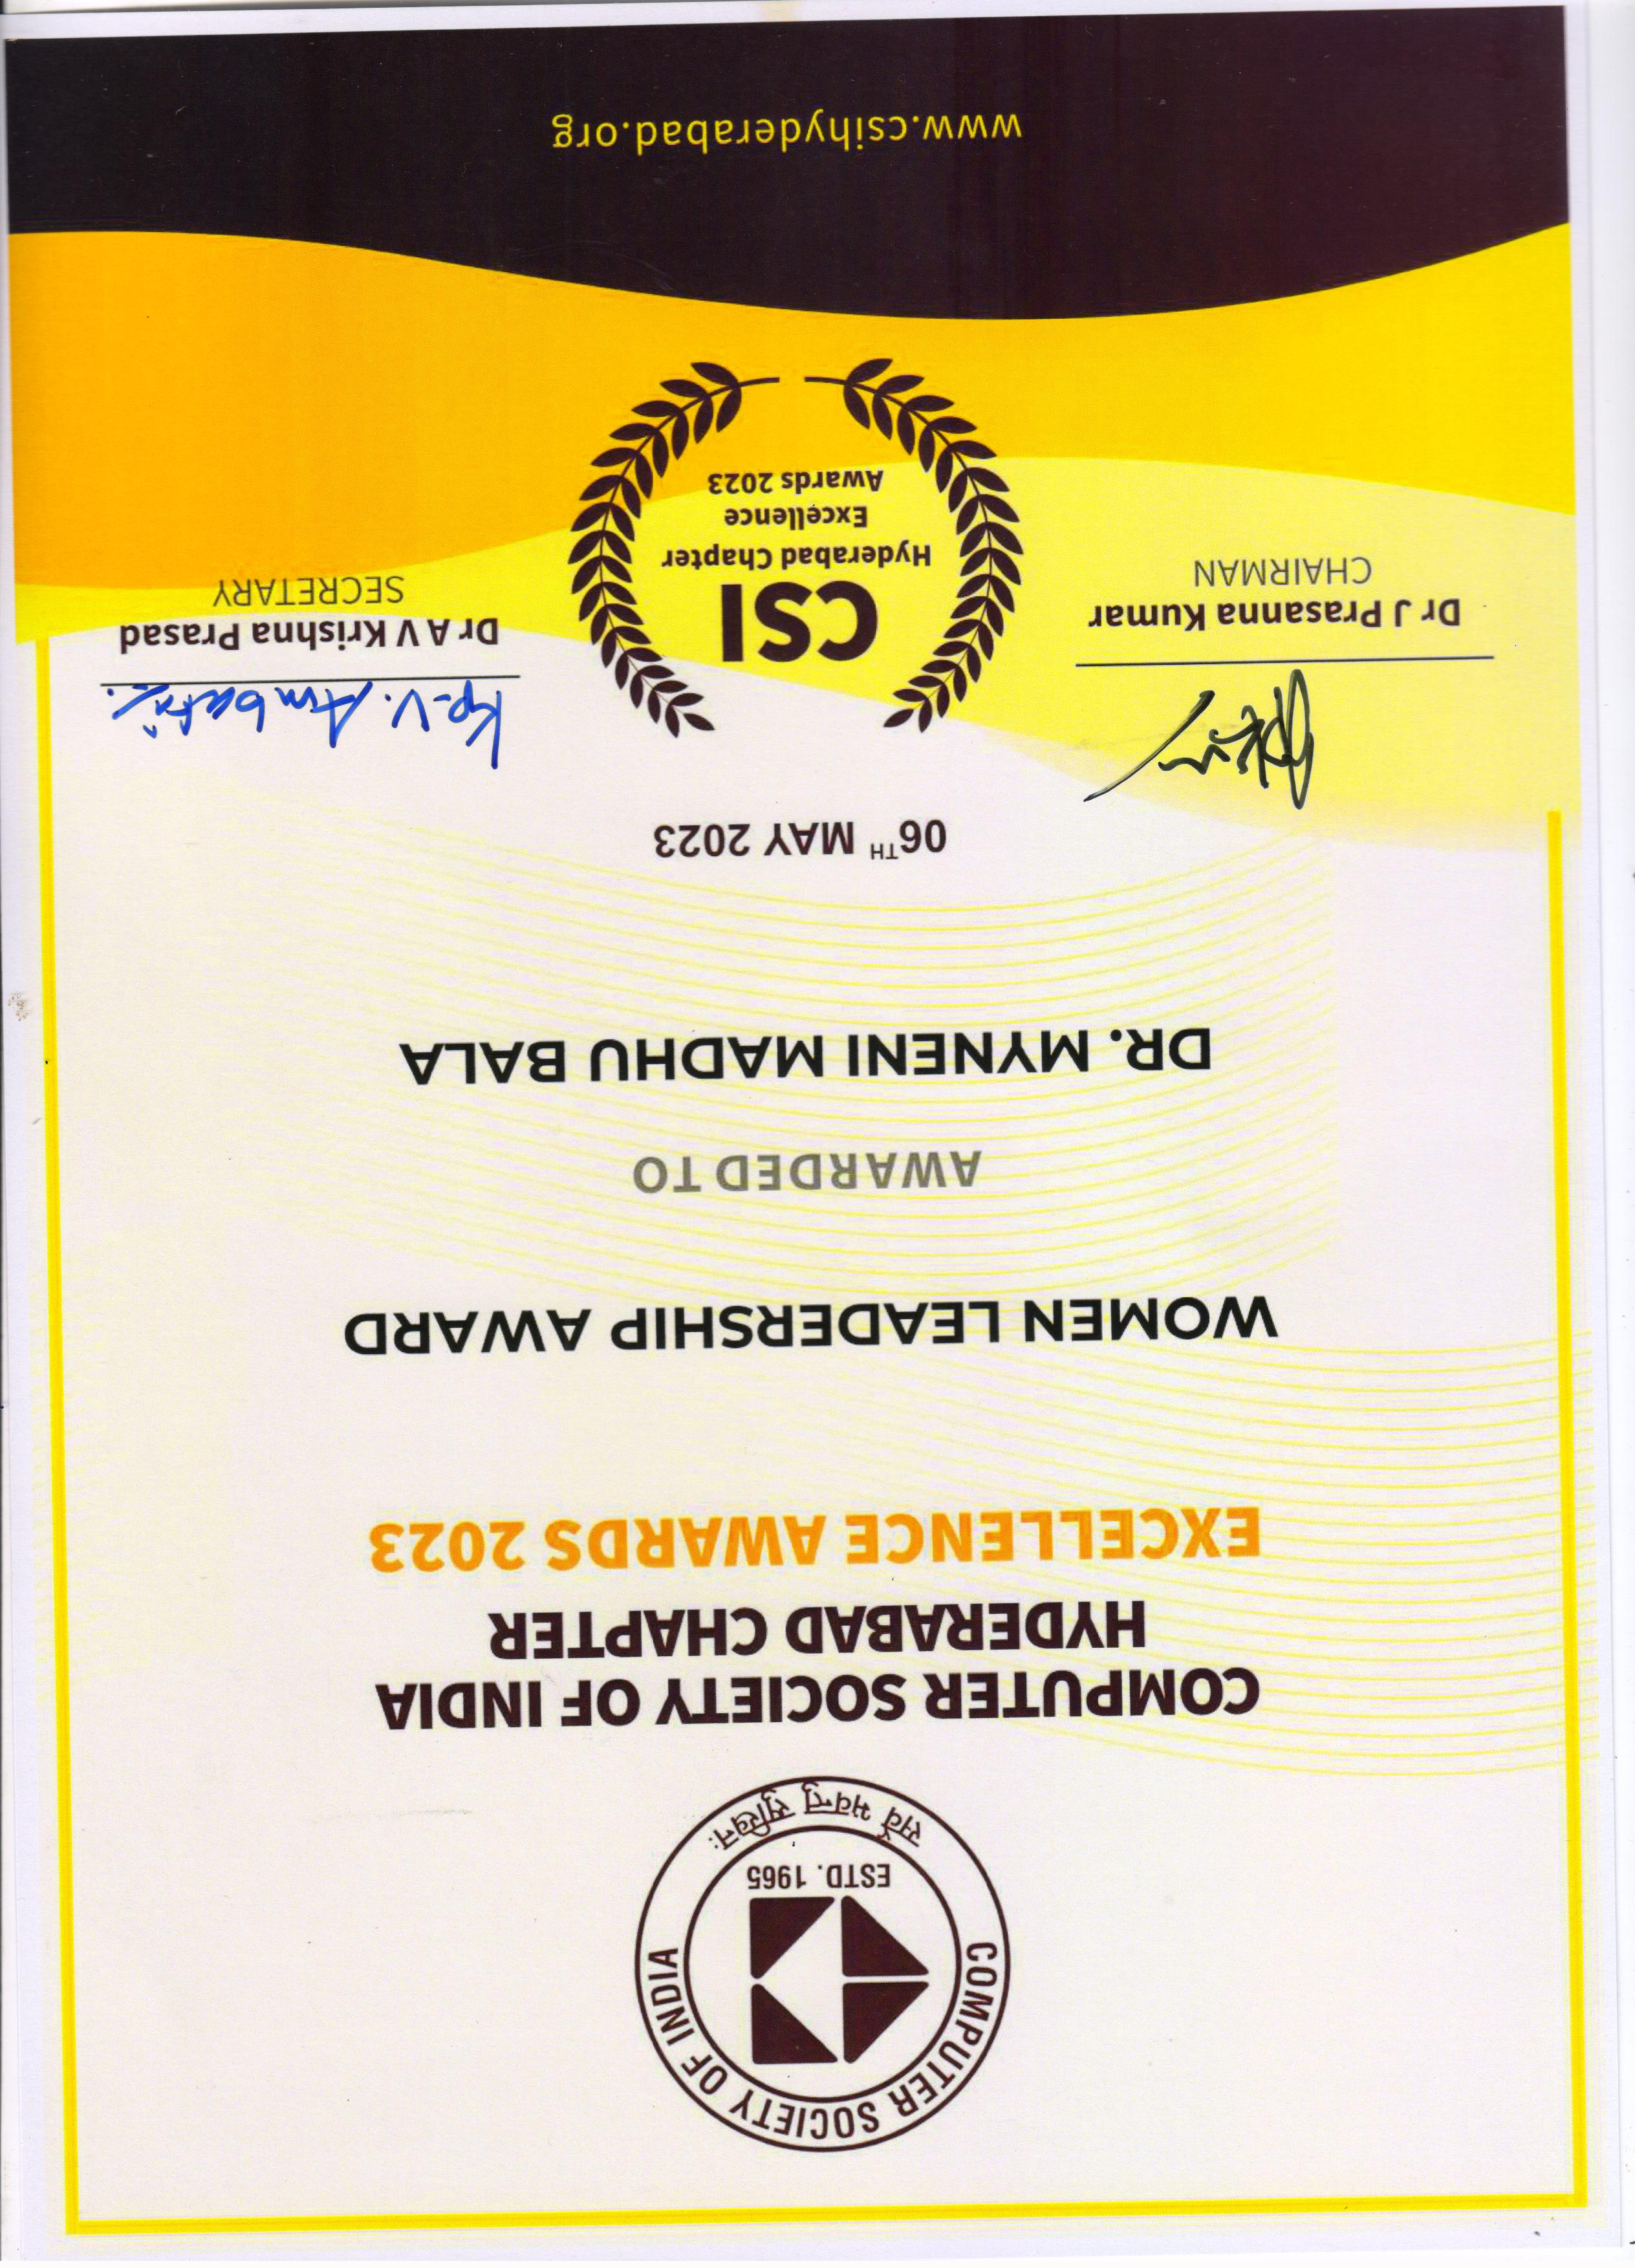 COMPUTER SOCIETY OF INDIA
ESTD. 1965
सर्वे भवन्तु सुखिनः
COMPUTER SOCIETY OF INDIA
HYDERABAD CHAPTER
EXCELLENCE AWARDS 2023
WOMEN LEADERSHIP AWARD
AWARDED TO
DR. MYNENI MADHU BALA
06TH MAY 2023
Dr J Prasanna Kumar
CHAIRMAN
CSI
Hyderabad Chapter
Excellence
Awards 2023
Dr A V Krishna Prasad
SECRETARY
www.csihyderabad.org